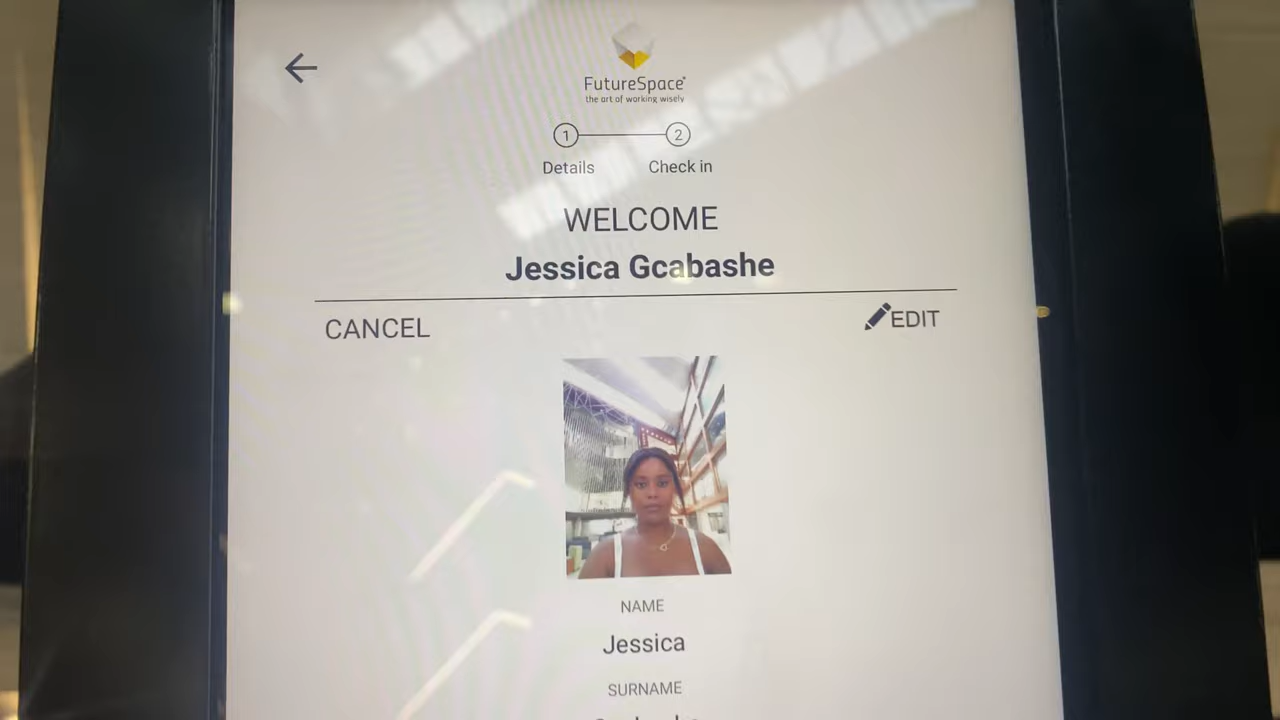 FutureSpace®
the art of working wisely
1 2
Details Check in
WELCOME
Jessica Gcabashe
CANCEL EDIT
NAME
Jessica
SURNAME